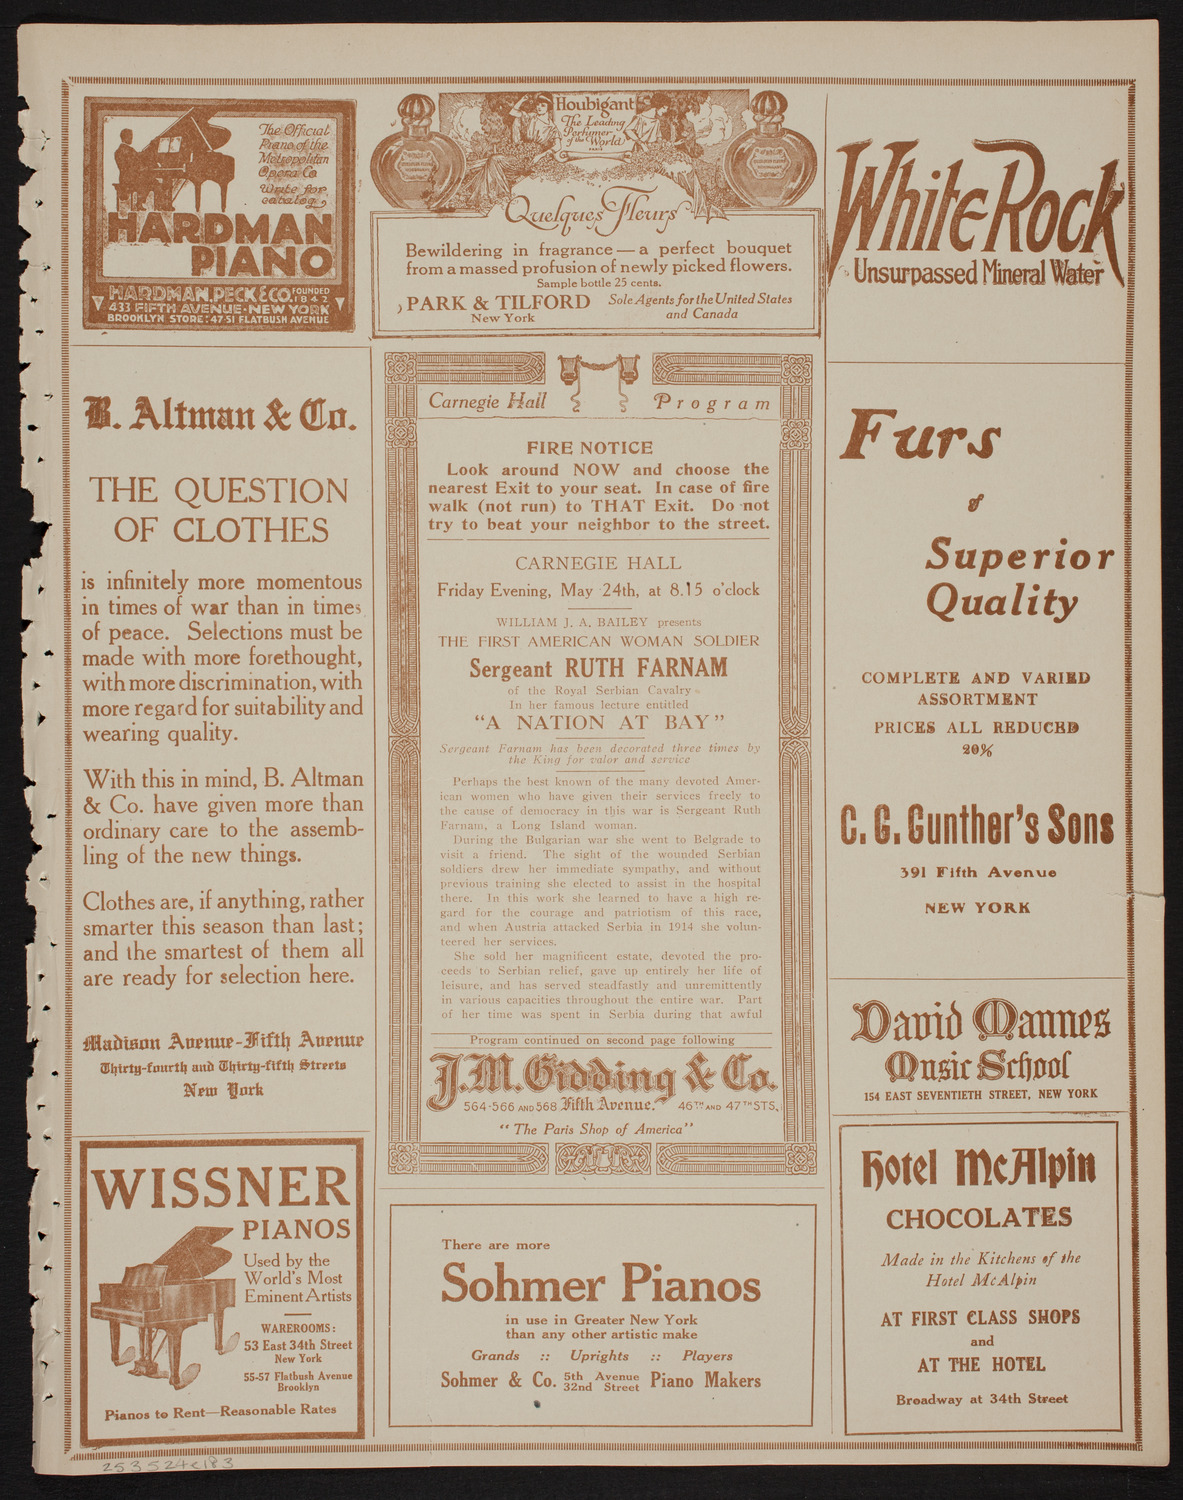 The Official
Piano of the
Metropolitan
Opera Co
Write for
catalog
HARDMAN
PIANO
HARDMAN, PECK & CO. FOUNDED 1842
433 FIFTH AVENUE · NEW YORK
BROOKLYN STORE: 47-51 FLATBUSH AVENUE
Houbigant
The Leading
Perfumer
of the World
PARIS
Quelques Fleurs
Bewildering in fragrance — a perfect bouquet
from a massed profusion of newly picked flowers.
Sample bottle 25 cents.
PARK & TILFORD
New York
Sole Agents for the United States
and Canada
White Rock
Unsurpassed Mineral Water
B. Altman & Co.
THE QUESTION
OF CLOTHES
is infinitely more momentous
in times of war than in times
of peace. Selections must be
made with more forethought,
with more discrimination, with
more regard for suitability and
wearing quality.
With this in mind, B. Altman
& Co. have given more than
ordinary care to the assemb-
ling of the new things.
Clothes are, if anything, rather
smarter this season than last;
and the smartest of them all
are ready for selection here.
Madison Avenue-Fifth Avenue
Thirty-fourth and Thirty-fifth Streets
New York
WISSNER
PIANOS
Used by the
World's Most
Eminent Artists
WAREROOMS:
53 East 34th Street
New York
55-57 Flatbush Avenue
Brooklyn
Pianos to Rent—Reasonable Rates
Carnegie Hall Program
FIRE NOTICE
Look around NOW and choose the
nearest Exit to your seat. In case of fire
walk (not run) to THAT Exit. Do not
try to beat your neighbor to the street.
CARNEGIE HALL
Friday Evening, May 24th, at 8.15 o'clock
WILLIAM J. A. BAILEY presents
THE FIRST AMERICAN WOMAN SOLDIER
Sergeant RUTH FARNAM
of the Royal Serbian Cavalry
In her famous lecture entitled
"A NATION AT BAY"
Sergeant Farnam has been decorated three times by
the King for valor and service
Perhaps the best known of the many devoted Amer-
ican women who have given their services freely to
the cause of democracy in this war is Sergeant Ruth
Farnam, a Long Island woman.
During the Bulgarian war she went to Belgrade to
visit a friend. The sight of the wounded Serbian
soldiers drew her immediate sympathy, and without
previous training she elected to assist in the hospital
there. In this work she learned to have a high re-
gard for the courage and patriotism of this race,
and when Austria attacked Serbia in 1914 she volun-
teered her services.
She sold her magnificent estate, devoted the pro-
ceeds to Serbian relief, gave up entirely her life of
leisure, and has served steadfastly and unremittently
in various capacities throughout the entire war. Part
of her time was spent in Serbia during that awful
Program continued on second page following
J.M. Gidding & Co.
564-566 AND 568 Fifth Avenue. 46TH AND 47TH STS.
"The Paris Shop of America"
There are more
Sohmer Pianos
in use in Greater New York
than any other artistic make
Grands :: Uprights :: Players
Sohmer & Co. 5th Avenue 32nd Street Piano Makers
Furs
of
Superior
Quality
COMPLETE AND VARIED
ASSORTMENT
PRICES ALL REDUCED
20%
C. G. Gunther's Sons
391 Fifth Avenue
NEW YORK
David Mannes
Music School
154 EAST SEVENTIETH STREET, NEW YORK
Hotel McAlpin
CHOCOLATES
Made in the Kitchens of the
Hotel McAlpin
AT FIRST CLASS SHOPS
and
AT THE HOTEL
Broadway at 34th Street
253524e183